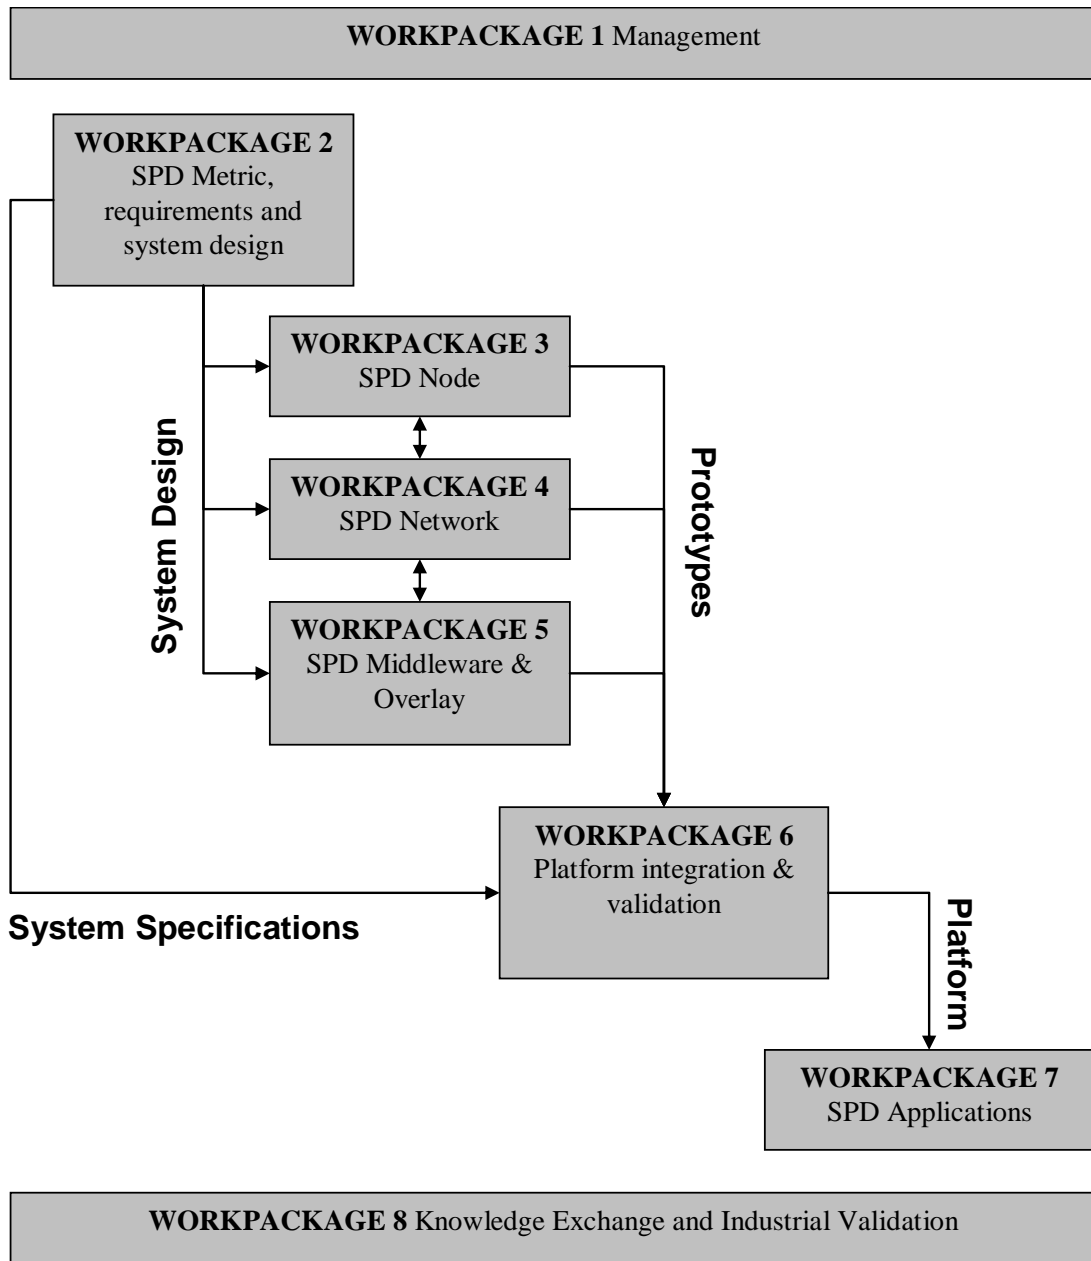 WORKPACKAGE 1 Management
WORKPACKAGE 2
SPD Metric,
requirements and
system design
WORKPACKAGE 3
SPD Node
System Design
WORKPACKAGE 4
SPD Network
Prototypes
WORKPACKAGE 5
SPD Middleware &
Overlay
WORKPACKAGE 6
Platform integration &
validation
System Specifications
Platform
WORKPACKAGE 7
SPD Applications
WORKPACKAGE 8 Knowledge Exchange and Industrial Validation